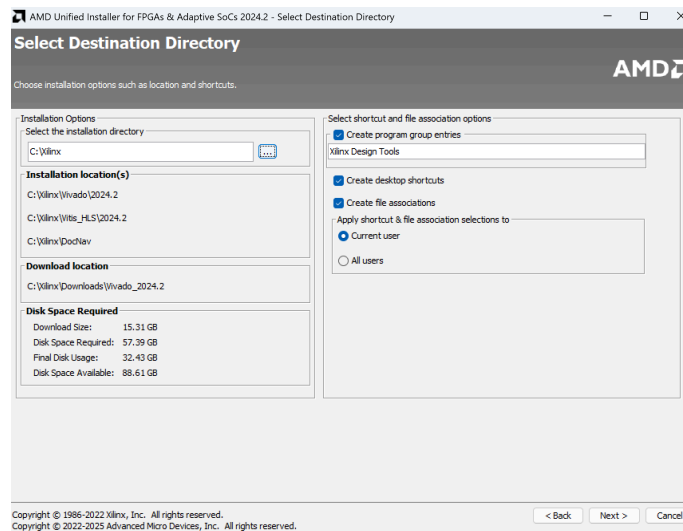 AMD Unified Installer for FPGAs & Adaptive SoCs 2024.2 - Select Destination Directory
Select Destination Directory
AMD
Choose installation options such as location and shortcuts.
Installation Options
Select the installation directory
C:\Xilinx
...
Installation location(s)
C:\Xilinx\Vivado\2024.2
C:\Xilinx\Vitis_HLS\2024.2
C:\Xilinx\DocNav
Download location
C:\Xilinx\Downloads\Vivado_2024.2
Disk Space Required
Download Size: 15.31 GB
Disk Space Required: 57.39 GB
Final Disk Usage: 32.43 GB
Disk Space Available: 88.61 GB
Select shortcut and file association options
Create program group entries
Xilinx Design Tools
Create desktop shortcuts
Create file associations
Apply shortcut & file association selections to
Current user
All users
Copyright © 1986-2022 Xilinx, Inc. All rights reserved.
Copyright © 2022-2025 Advanced Micro Devices, Inc. All rights reserved.
< Back
Next >
Cancel